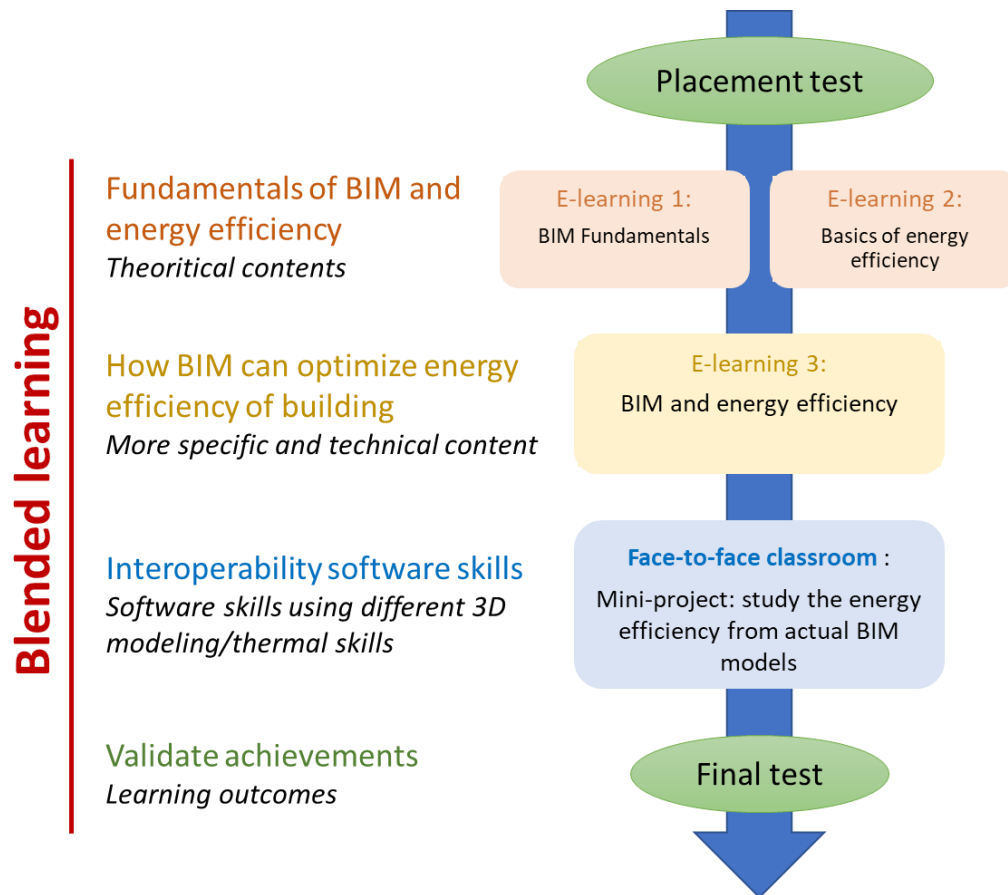 Placement test
Blended learning
Fundamentals of BIM and
energy efficiency
Theoritical contents
E-learning 1:
BIM Fundamentals
E-learning 2:
Basics of energy
efficiency
How BIM can optimize energy
efficiency of building
More specific and technical content
E-learning 3:
BIM and energy efficiency
Interoperability software skills
Software skills using different 3D
modeling/thermal skills
Face-to-face classroom :
Mini-project: study the energy
efficiency from actual BIM
models
Validate achievements
Learning outcomes
Final test